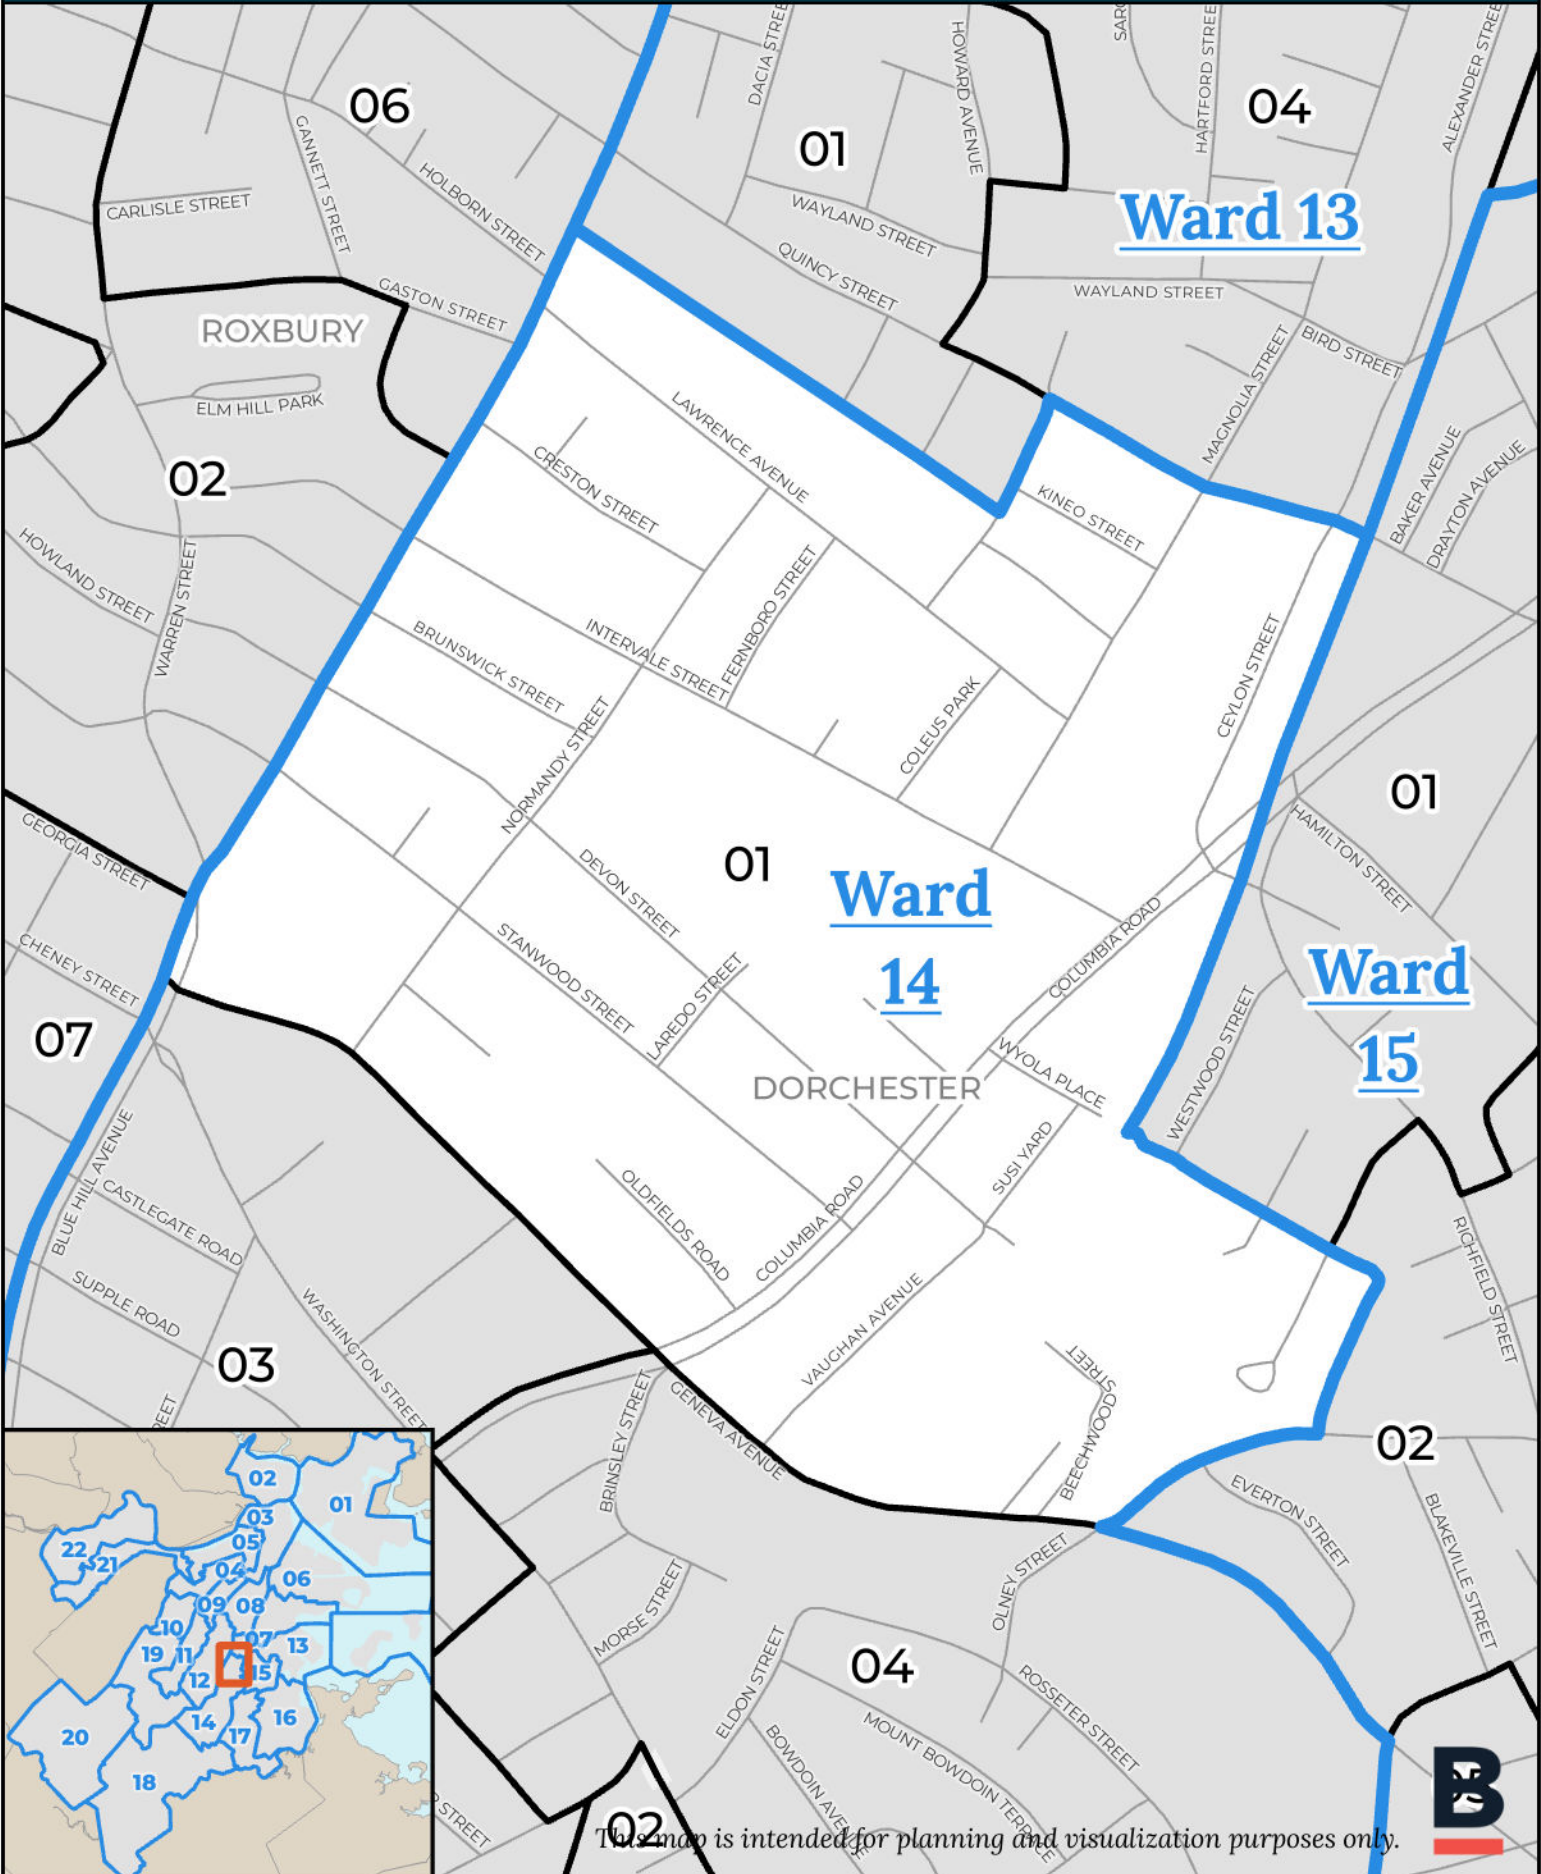 DACIA STREE
HOWARD AVENUE
SARC
HARTFORD STREE
ALEXANDER STREE
06
01
04
GANNETT STREET
HOLBORN STREET
CARLISLE STREET
WAYLAND STREET
Ward 13
QUINCY STREET
GASTON STREET
WAYLAND STREET
ROXBURY
BIRD STREET
MAGNOLIA STREET
ELM HILL PARK
LAWRENCE AVENUE
02
CRESTON STREET
KINEO STREET
BAKER AVENUE
DRAYTON AVENUE
HOWLAND STREET
WARREN STREET
FERNBORO STREET
BRUNSWICK STREET
INTERVALE STREET
CEYLON STREET
COLEUS PARK
NORMANDY STREET
01
GEORGIA STREET
HAMILTON STREET
01
Ward
14
DEVON STREET
STANWOOD STREET
COLUMBIA ROAD
CHENEY STREET
LAREDO STREET
Ward
15
07
WESTWOOD STREET
WYOLA PLACE
DORCHESTER
SUSI YARD
BLUE HILL AVENUE
CASTLEGATE ROAD
OLDFIELDS ROAD
COLUMBIA ROAD
RICHFIELD STREET
SUPPLE ROAD
WASHINGTON STREET
VAUGHAN AVENUE
03
BEECHWOOD STREET
GENEVA AVENUE
BRINSLEY STREET
REET
02
EVERTON STREET
BLAKEVILLE STREET
OLNEY STREET
MORSE STREET
ELDON STREET
04
ROSSETER STREET
MOUNT BOWDOIN TERRACE
BOWDOIN AVENUE
STREET
02
05
02
01
03
05
22
21
04
06
09
08
10
07
13
19
11
12
15
14
16
17
20
18
B
This map is intended for planning and visualization purposes only.